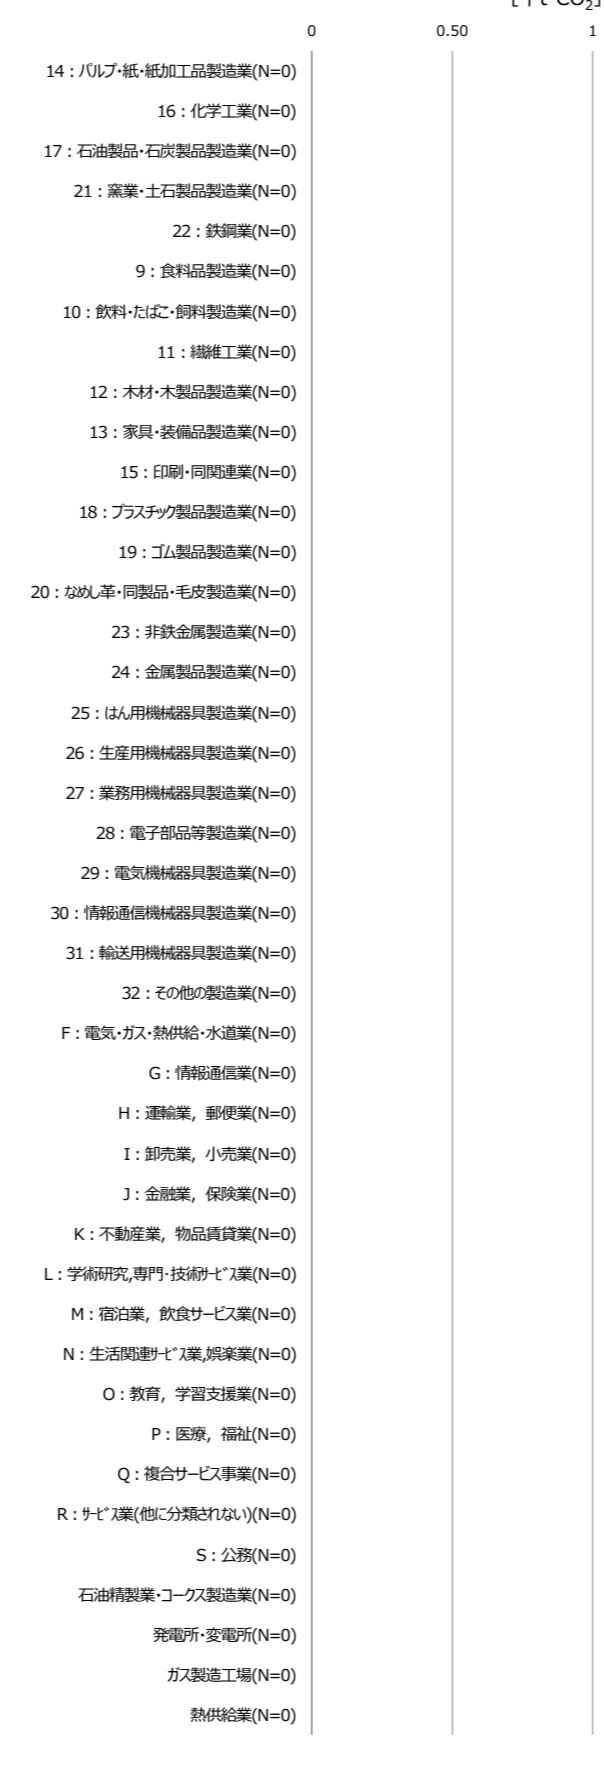 CO₂]
0 0.50 1
14：パルプ・紙・紙加工品製造業(N=0)
16：化学工業(N=0)
17：石油製品・石炭製品製造業(N=0)
21：窯業・土石製品製造業(N=0)
22：鉄鋼業(N=0)
9：食料品製造業(N=0)
10：飲料・たばこ・飼料製造業(N=0)
11：繊維工業(N=0)
12：木材・木製品製造業(N=0)
13：家具・装備品製造業(N=0)
15：印刷・同関連業(N=0)
18：プラスチック製品製造業(N=0)
19：ゴム製品製造業(N=0)
20：なめし革・同製品・毛皮製造業(N=0)
23：非鉄金属製造業(N=0)
24：金属製品製造業(N=0)
25：はん用機械器具製造業(N=0)
26：生産用機械器具製造業(N=0)
27：業務用機械器具製造業(N=0)
28：電子部品等製造業(N=0)
29：電気機械器具製造業(N=0)
30：情報通信機械器具製造業(N=0)
31：輸送用機械器具製造業(N=0)
32：その他の製造業(N=0)
F：電気・ガス・熱供給・水道業(N=0)
G：情報通信業(N=0)
H：運輸業，郵便業(N=0)
I：卸売業，小売業(N=0)
J：金融業，保険業(N=0)
K：不動産業，物品賃貸業(N=0)
L：学術研究,専門・技術ｻｰﾋﾞｽ業(N=0)
M：宿泊業，飲食サービス業(N=0)
N：生活関連ｻｰﾋﾞｽ業,娯楽業(N=0)
O：教育，学習支援業(N=0)
P：医療，福祉(N=0)
Q：複合サービス事業(N=0)
R：ｻｰﾋﾞｽ業(他に分類されない)(N=0)
S：公務(N=0)
石油精製業・コークス製造業(N=0)
発電所・変電所(N=0)
ガス製造工場(N=0)
熱供給業(N=0)